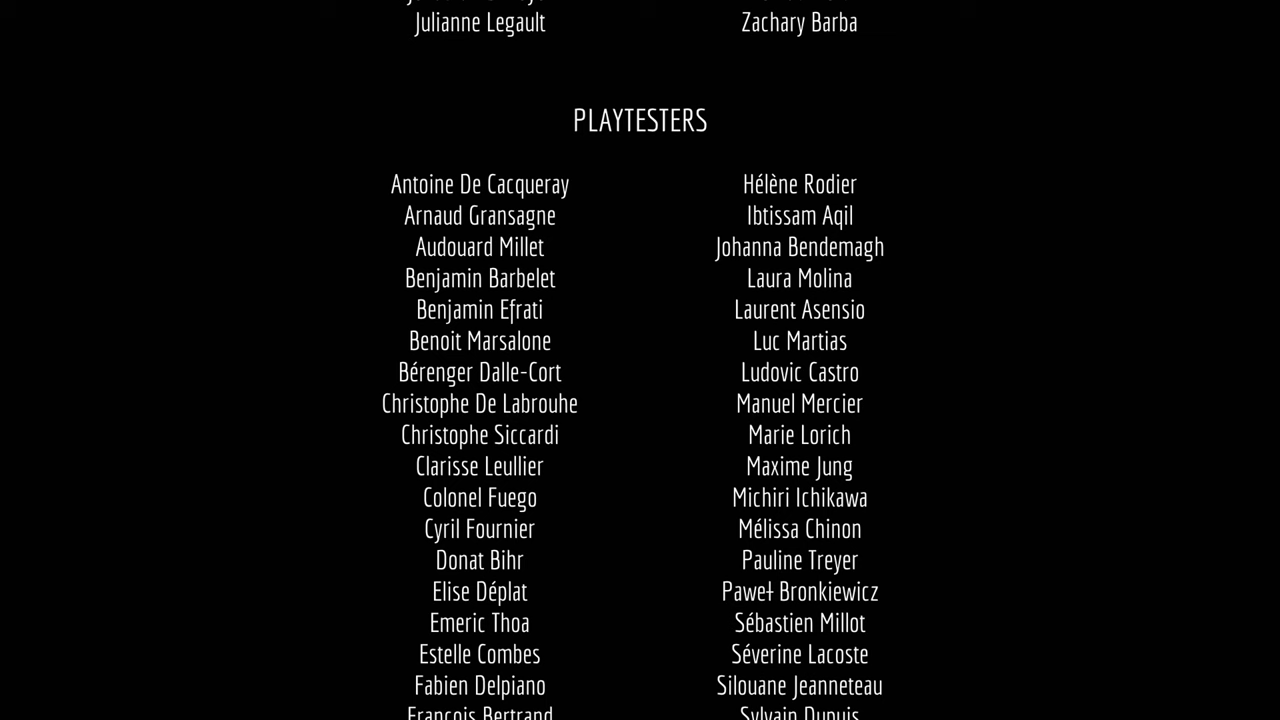 Julianne Legault
Zachary Barba
PLAYTESTERS
Antoine De Cacqueray
Arnaud Gransagne
Audouard Millet
Benjamin Barbelet
Benjamin Efrati
Benoit Marsalone
Bérenger Dalle-Cort
Christophe De Labrouhe
Christophe Siccardi
Clarisse Leullier
Colonel Fuego
Cyril Fournier
Donat Bihr
Elise Déplat
Emeric Thoa
Estelle Combes
Fabien Delpiano
François Bertrand
Hélène Rodier
Ibtissam Aqil
Johanna Bendemagh
Laura Molina
Laurent Asensio
Luc Martias
Ludovic Castro
Manuel Mercier
Marie Lorich
Maxime Jung
Michiri Ichikawa
Mélissa Chinon
Pauline Treyer
Paweł Bronkiewicz
Sébastien Millot
Séverine Lacoste
Silouane Jeanneteau
Sylvain Dupuis